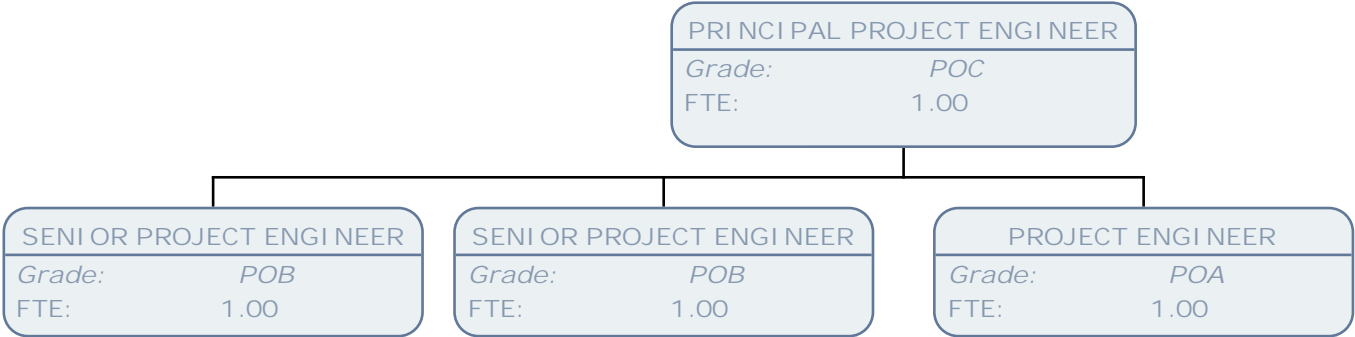 PRINCIPAL PROJECT ENGINEER
Grade: POC
FTE: 1.00
SENIOR PROJECT ENGINEER
Grade: POB
FTE: 1.00
SENIOR PROJECT ENGINEER
Grade: POB
FTE: 1.00
PROJECT ENGINEER
Grade: POA
FTE: 1.00